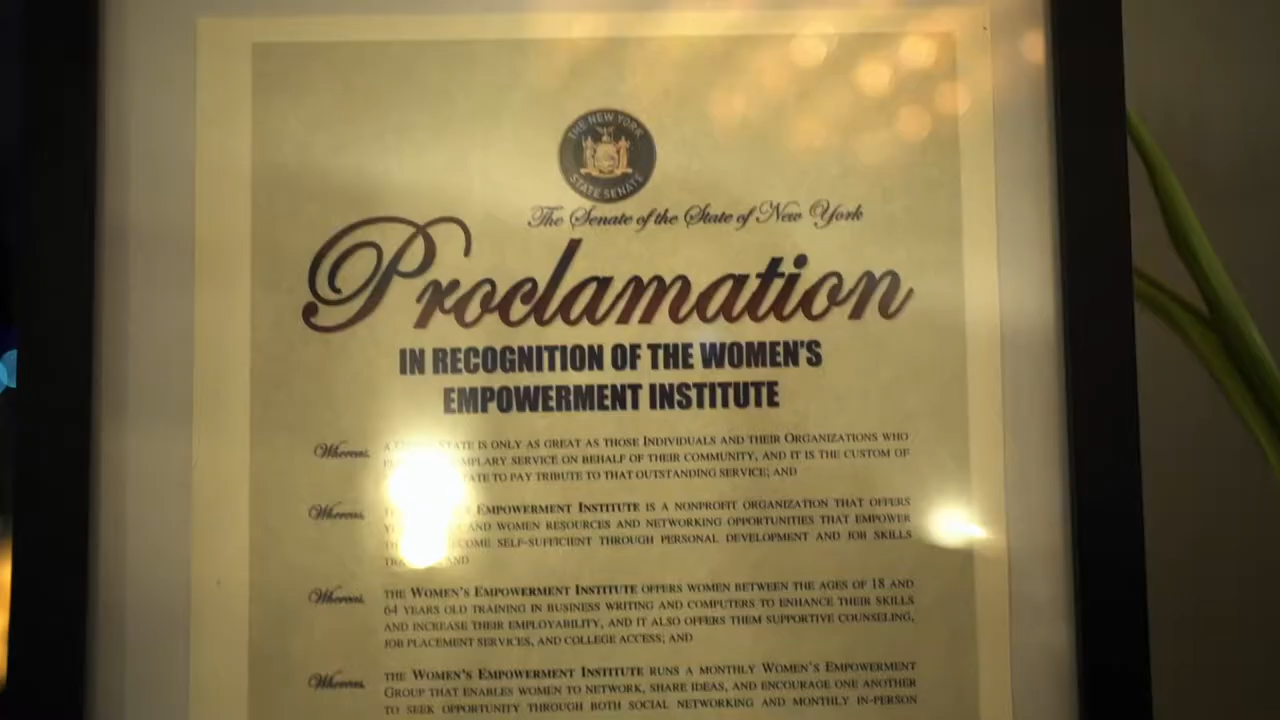 THE NEW YORK
STATE SENATE
The Senate of the State of New York
Proclamation
IN RECOGNITION OF THE WOMEN'S
EMPOWERMENT INSTITUTE
Whereas, A STATE IS ONLY AS GREAT AS THOSE INDIVIDUALS AND THEIR ORGANIZATIONS WHO
SERVICE ON BEHALF OF THEIR COMMUNITY, AND IT IS THE CUSTOM OF
TO PAY TRIBUTE TO THAT OUTSTANDING SERVICE; AND
Whereas, EMPOWERMENT INSTITUTE IS A NONPROFIT ORGANIZATION THAT OFFERS
AND WOMEN RESOURCES AND NETWORKING OPPORTUNITIES THAT EMPOWER
SELF-SUFFICIENT THROUGH PERSONAL DEVELOPMENT AND JOB SKILLS
AND
Whereas, THE WOMEN'S EMPOWERMENT INSTITUTE OFFERS WOMEN BETWEEN THE AGES OF 18 AND
64 YEARS OLD TRAINING IN BUSINESS WRITING AND COMPUTERS TO ENHANCE THEIR SKILLS
AND INCREASE THEIR EMPLOYABILITY, AND IT ALSO OFFERS THEM SUPPORTIVE COUNSELING,
JOB PLACEMENT SERVICES, AND COLLEGE ACCESS; AND
Whereas, THE WOMEN'S EMPOWERMENT INSTITUTE RUNS A MONTHLY WOMEN'S EMPOWERMENT
GROUP THAT ENABLES WOMEN TO NETWORK, SHARE IDEAS, AND ENCOURAGE ONE ANOTHER
TO SEEK OPPORTUNITY THROUGH BOTH SOCIAL NETWORKING AND MONTHLY IN-PERSON